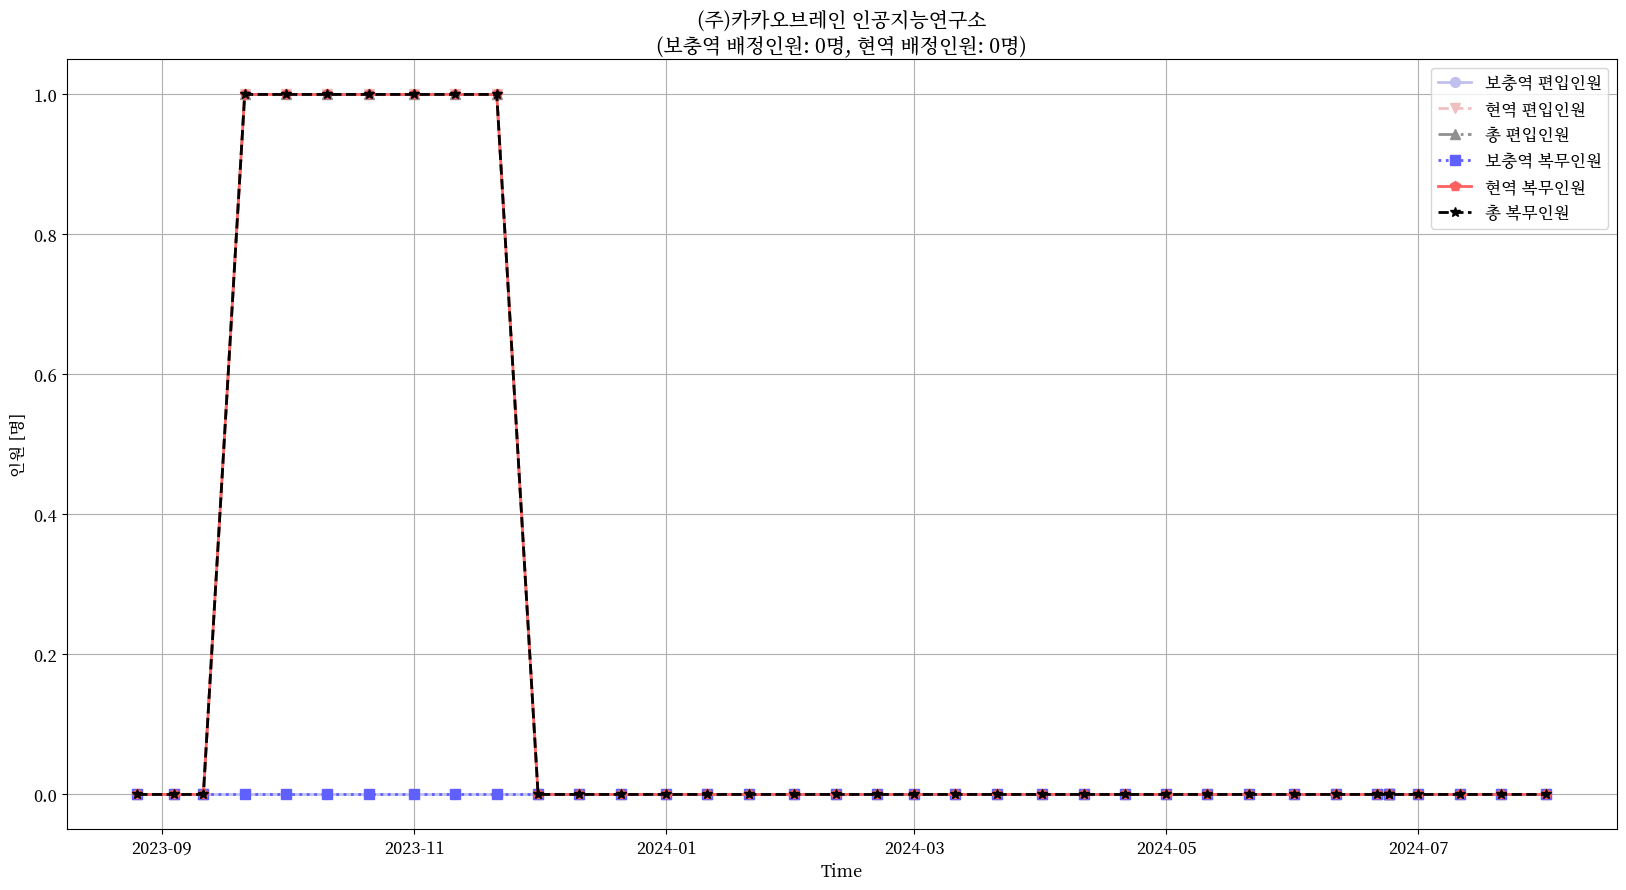 (주)카카오브레인 인공지능연구소
(보충역 배정인원: 0명, 현역 배정인원: 0명)
보충역 편입인원
현역 편입인원
총 편입인원
보충역 복무인원
현역 복무인원
총 복무인원
인원 [명]
1.0
0.8
0.6
0.4
0.2
0.0
2023-09 2023-11 2024-01 2024-03 2024-05 2024-07
Time